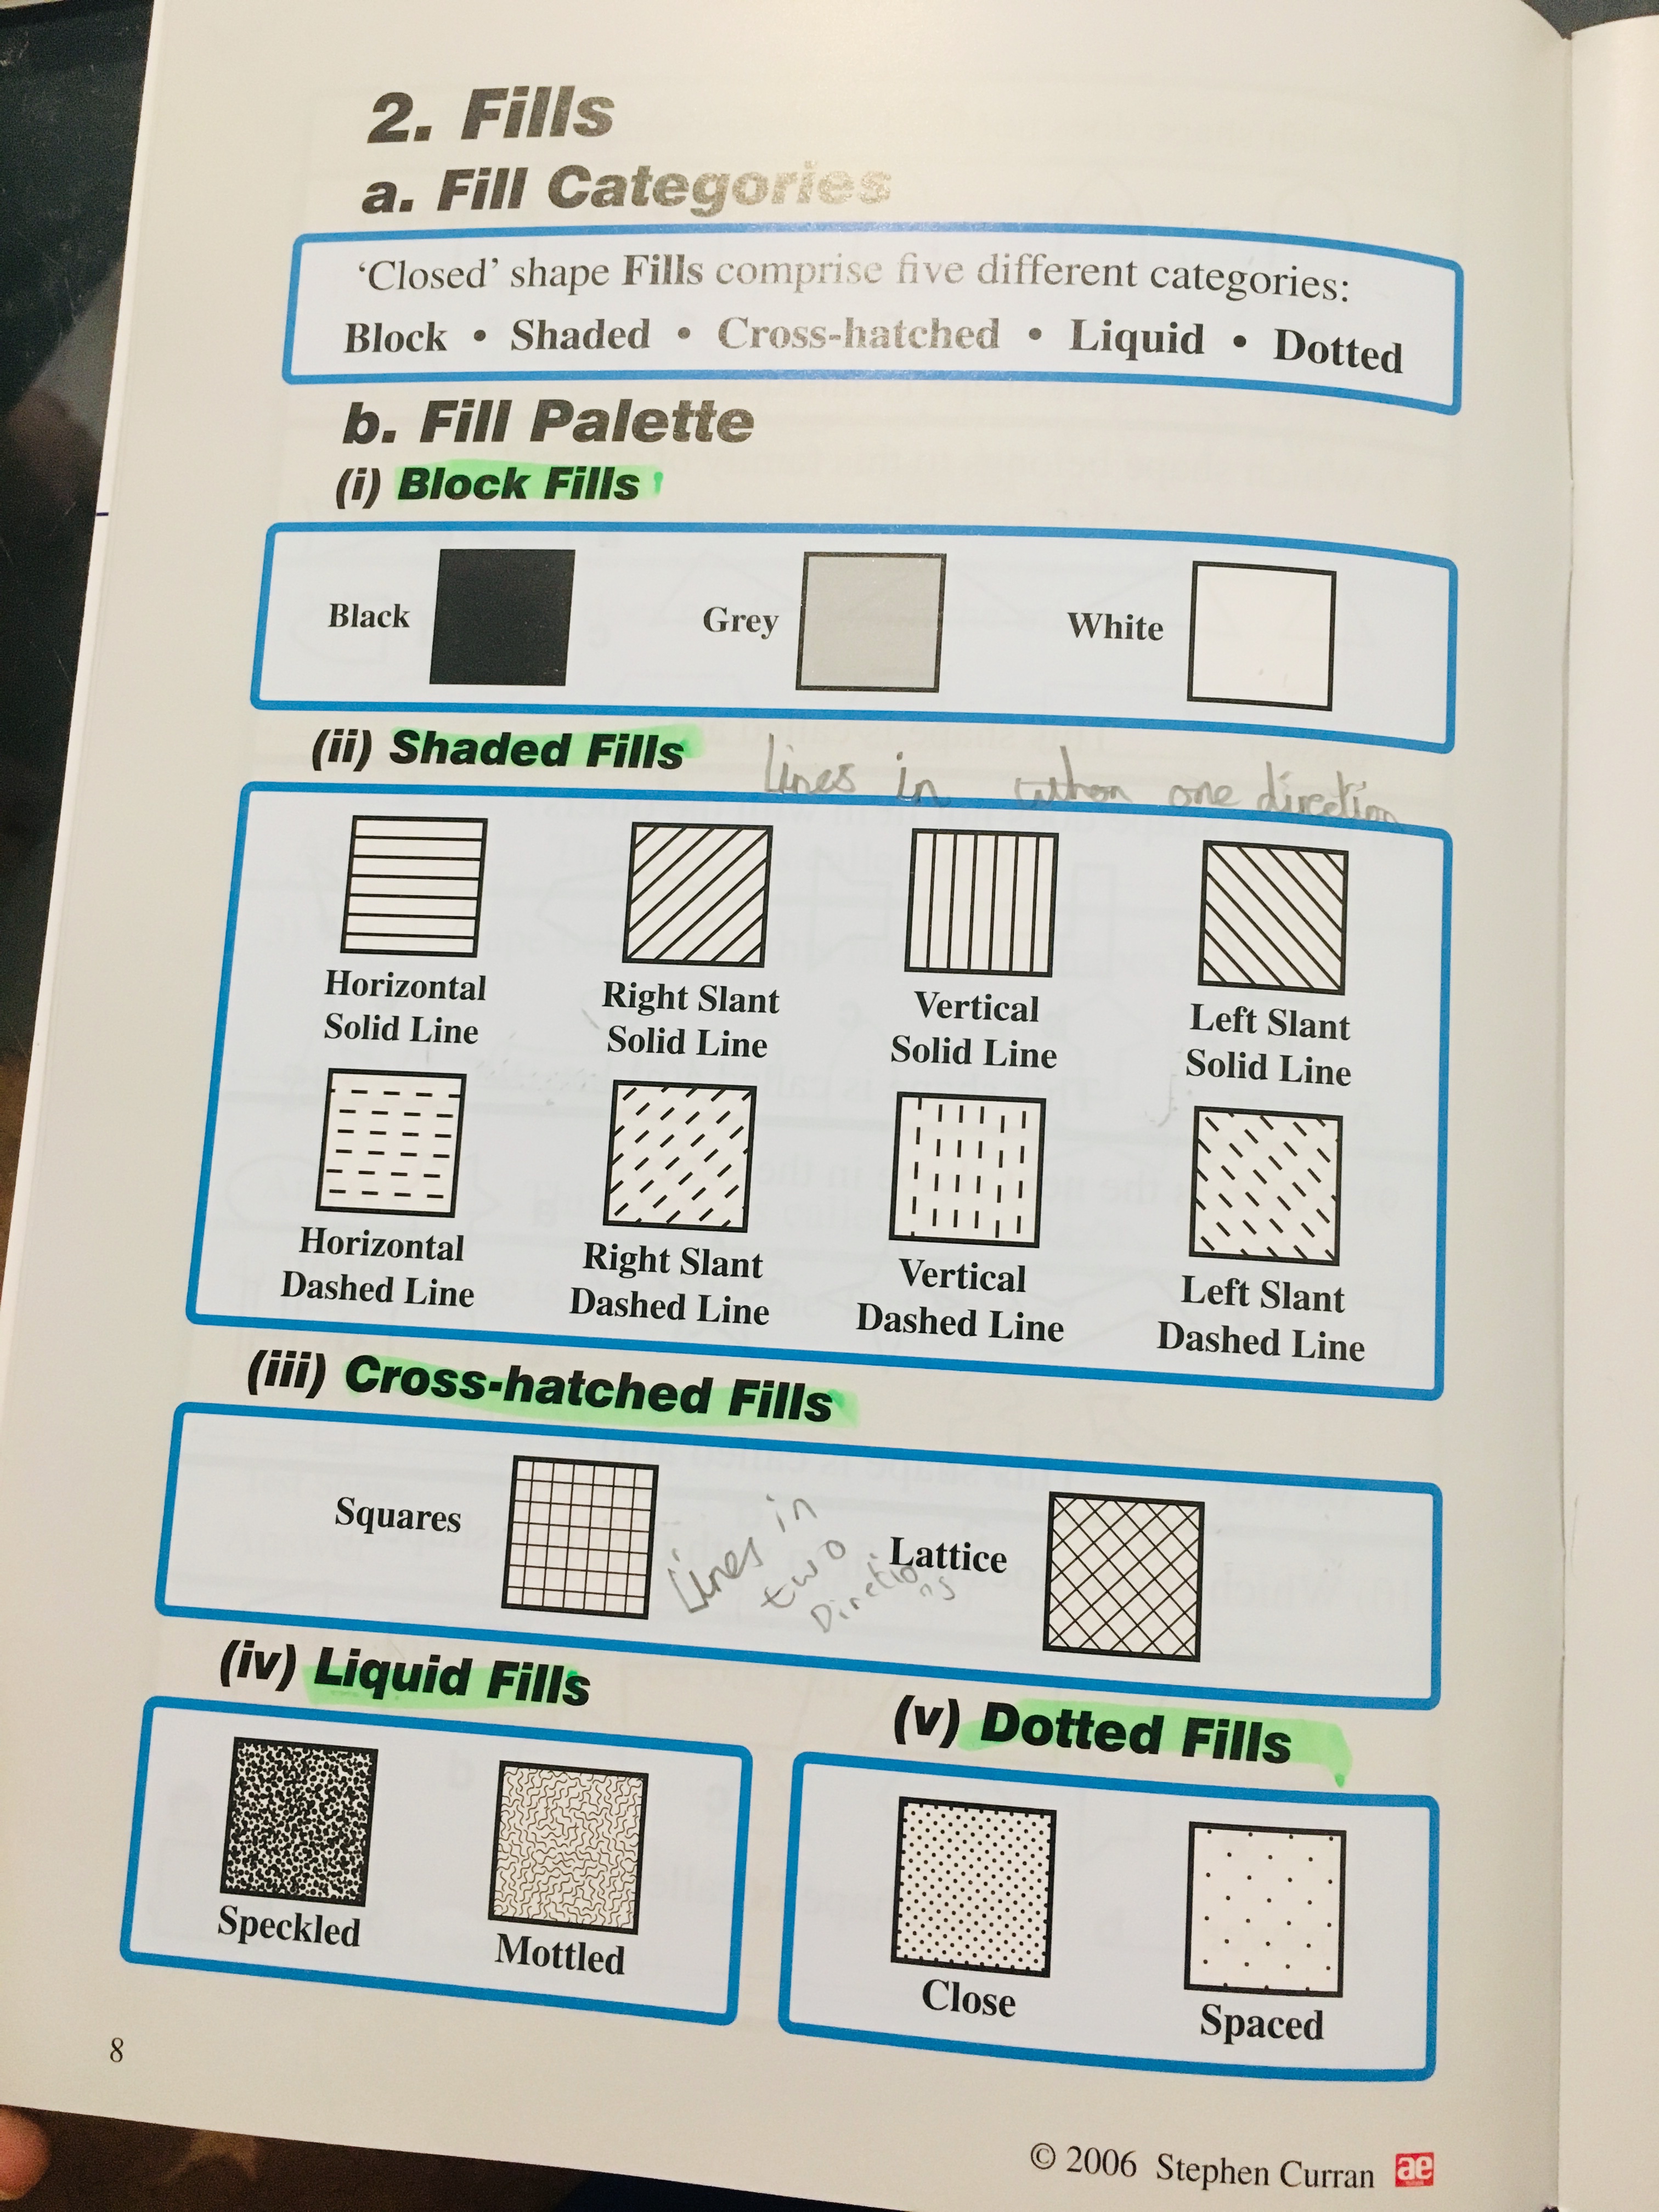 2. Fills
a. Fill Categories
‘Closed’ shape Fills comprise five different categories:
Block • Shaded • Cross-hatched • Liquid • Dotted
b. Fill Palette
(i) Block Fills
Black
Grey
White
(ii) Shaded Fills
Lines in one direction
Horizontal
Solid Line
Right Slant
Solid Line
Vertical
Solid Line
Left Slant
Solid Line
Horizontal
Dashed Line
Right Slant
Dashed Line
Vertical
Dashed Line
Left Slant
Dashed Line
(iii) Cross-hatched Fills
Squares
Lines in
two
Directions
Lattice
(iv) Liquid Fills
Speckled
Mottled
(v) Dotted Fills
Close
Spaced
8
© 2006 Stephen Curran ae